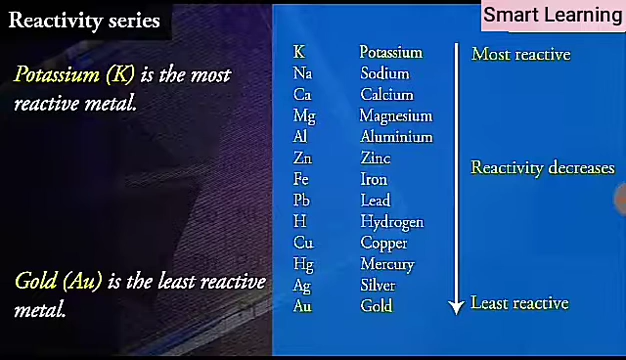 Reactivity series
Smart Learning
Potassium (K) is the most
reactive metal.
Gold (Au) is the least reactive
metal.
K Potassium
Na Sodium
Ca Calcium
Mg Magnesium
Al Aluminium
Zn Zinc
Fe Iron
Pb Lead
H Hydrogen
Cu Copper
Hg Mercury
Ag Silver
Au Gold
Most reactive
Reactivity decreases
Least reactive